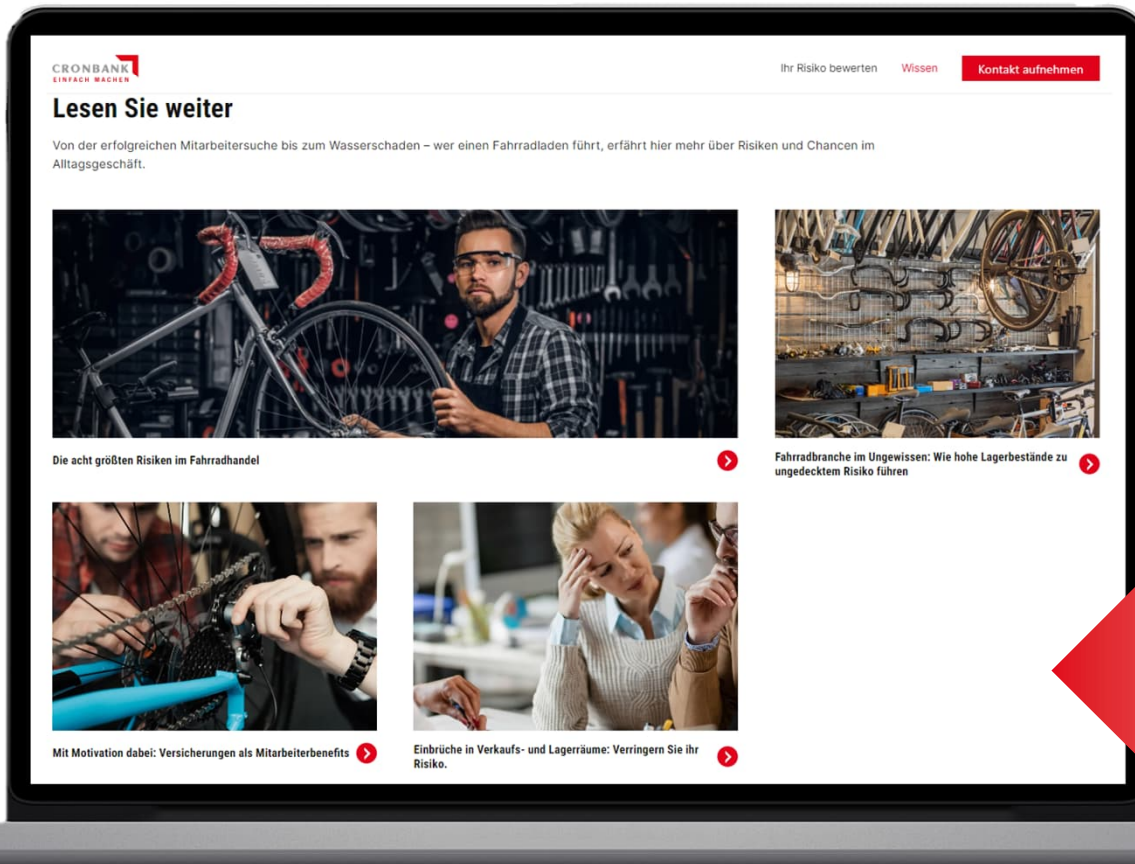 CRONBANK
EINFACH MACHEN
Ihr Risiko bewerten
Wissen
Kontakt aufnehmen
Lesen Sie weiter
Von der erfolgreichen Mitarbeitersuche bis zum Wasserschaden – wer einen Fahrradladen führt, erfährt hier mehr über Risiken und Chancen im
Alltagsgeschäft.
Die acht größten Risiken im Fahrradhandel
Fahrradbranche im Ungewissen: Wie hohe Lagerbestände zu
ungedecktem Risiko führen
Mit Motivation dabei: Versicherungen als Mitarbeiterbenefits
Einbrüche in Verkaufs- und Lagerräume: Verringern Sie ihr
Risiko.